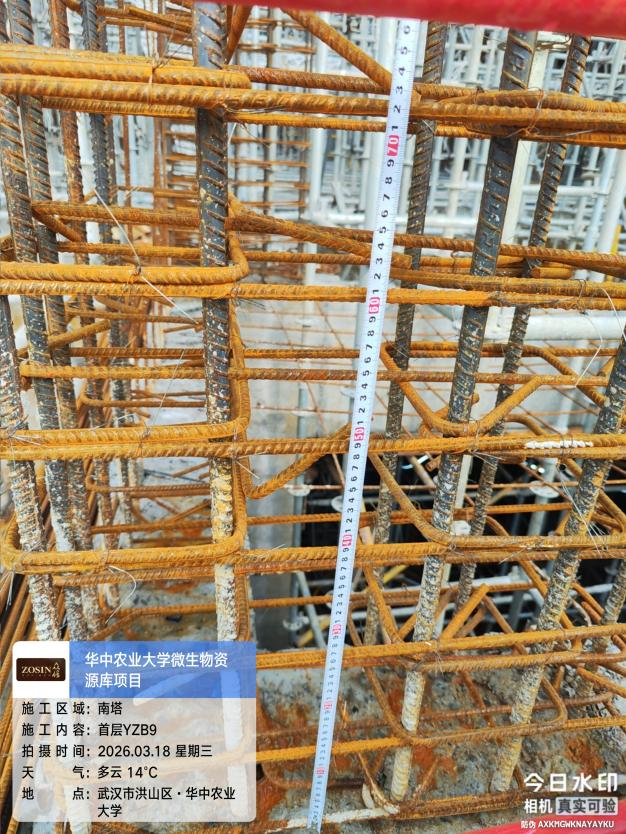 70
60
50
ZOSIN
华中农业大学微生物资
源库项目
施工区域：南塔
施工内容：首层YZB9
拍摄时间：2026.03.18 星期三
天气：多云 14°C
地点：武汉市洪山区·华中农业
大学
今日水印
相机 真实可验
防伪 AXKMGWKNAYAYKU